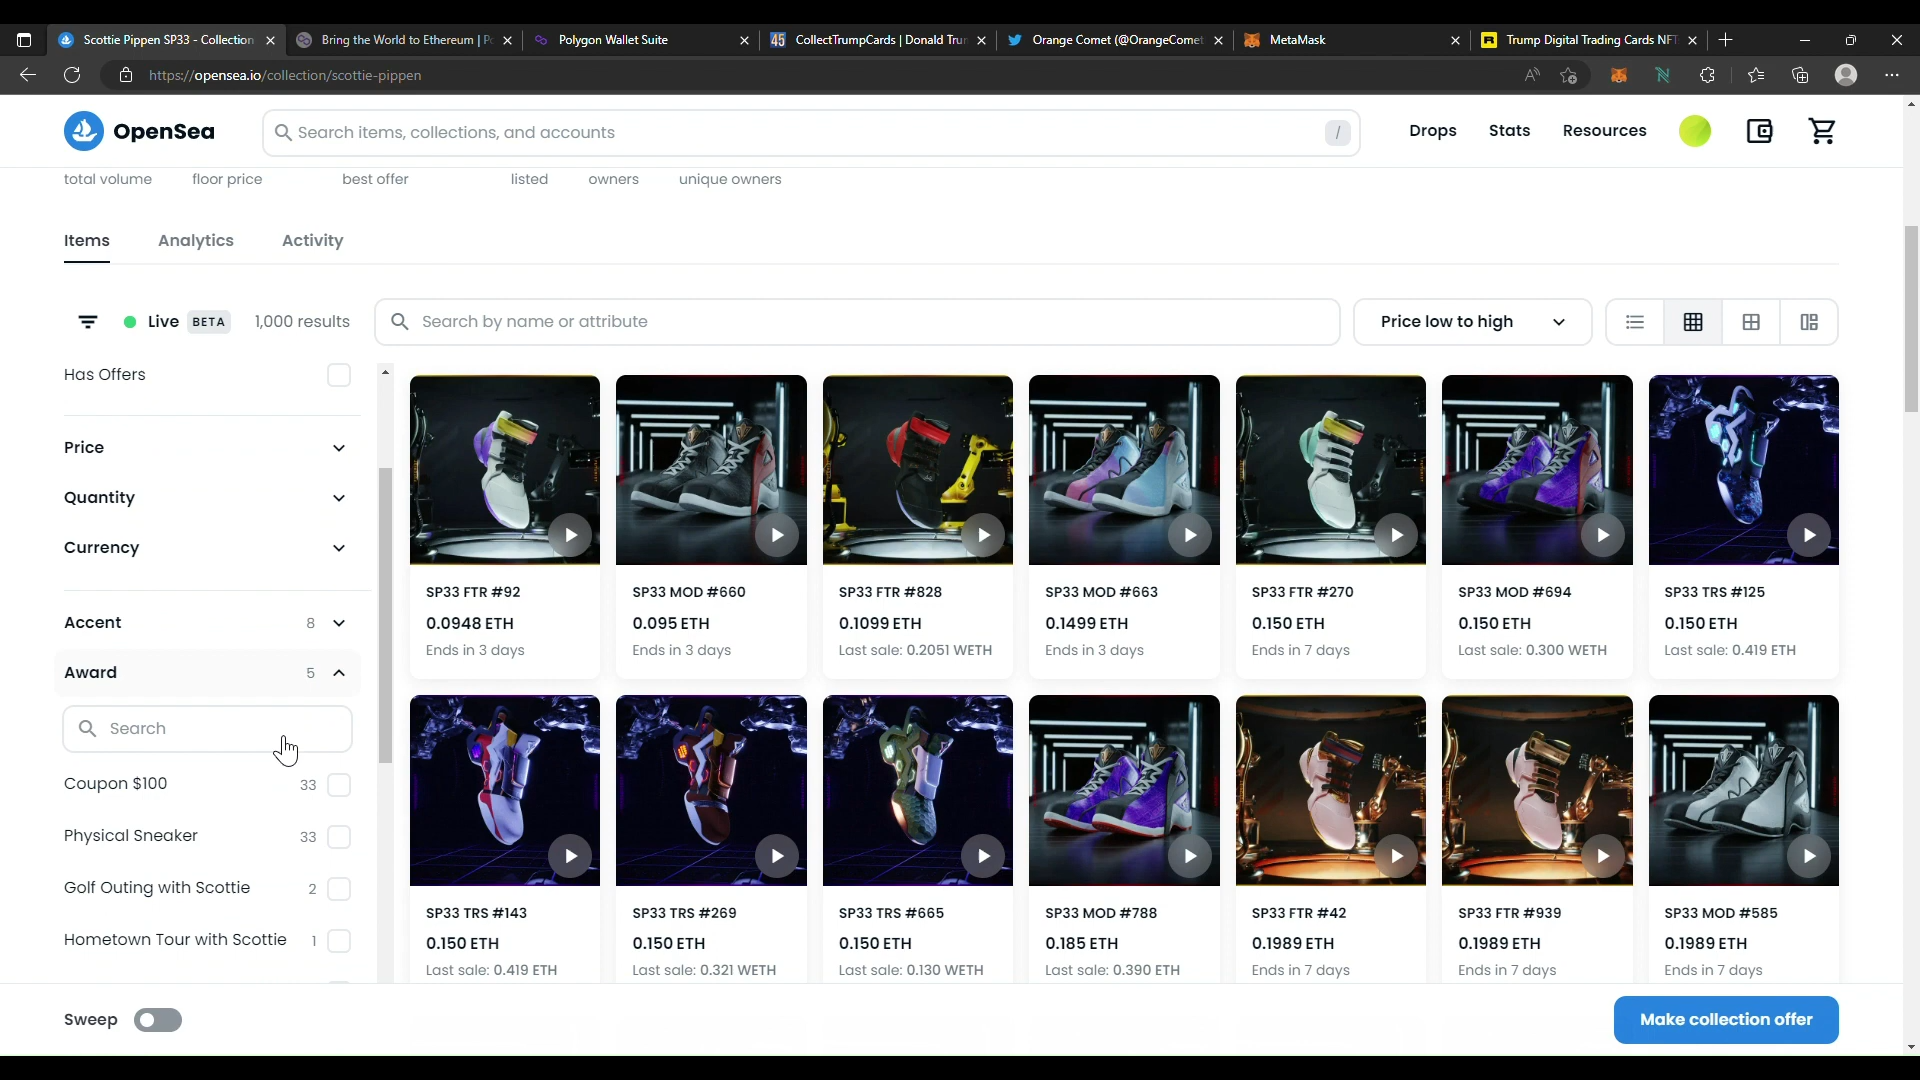 Scottie Pippen SP33 - Collection
Bring the World to Ethereum | Po
Polygon Wallet Suite
45 CollectTrumpCards | Donald Trun
Orange Comet (@OrangeComet
MetaMask
R Trump Digital Trading Cards NFT
https://opensea.io/collection/scottie-pippen
OpenSea
Search items, collections, and accounts
/
Drops
Stats
Resources
total volume
floor price
best offer
listed
owners
unique owners
Items
Analytics
Activity
Live BETA
1,000 results
Search by name or attribute
Price low to high
Has Offers
Price
Quantity
Currency
Accent 8
Award 5
Search
Coupon $100 33
Physical Sneaker 33
Golf Outing with Scottie 2
Hometown Tour with Scottie 1
SP33 FTR #92
0.0948 ETH
Ends in 3 days
SP33 MOD #660
0.095 ETH
Ends in 3 days
SP33 FTR #828
0.1099 ETH
Last sale: 0.2051 WETH
SP33 MOD #663
0.1499 ETH
Ends in 3 days
SP33 FTR #270
0.150 ETH
Ends in 7 days
SP33 MOD #694
0.150 ETH
Last sale: 0.300 WETH
SP33 TRS #125
0.150 ETH
Last sale: 0.419 ETH
SP33 TRS #143
0.150 ETH
Last sale: 0.419 ETH
SP33 TRS #269
0.150 ETH
Last sale: 0.321 WETH
SP33 TRS #665
0.150 ETH
Last sale: 0.130 WETH
SP33 MOD #788
0.185 ETH
Last sale: 0.390 ETH
SP33 FTR #42
0.1989 ETH
Ends in 7 days
SP33 FTR #939
0.1989 ETH
Ends in 7 days
SP33 MOD #585
0.1989 ETH
Ends in 7 days
Sweep
Make collection offer